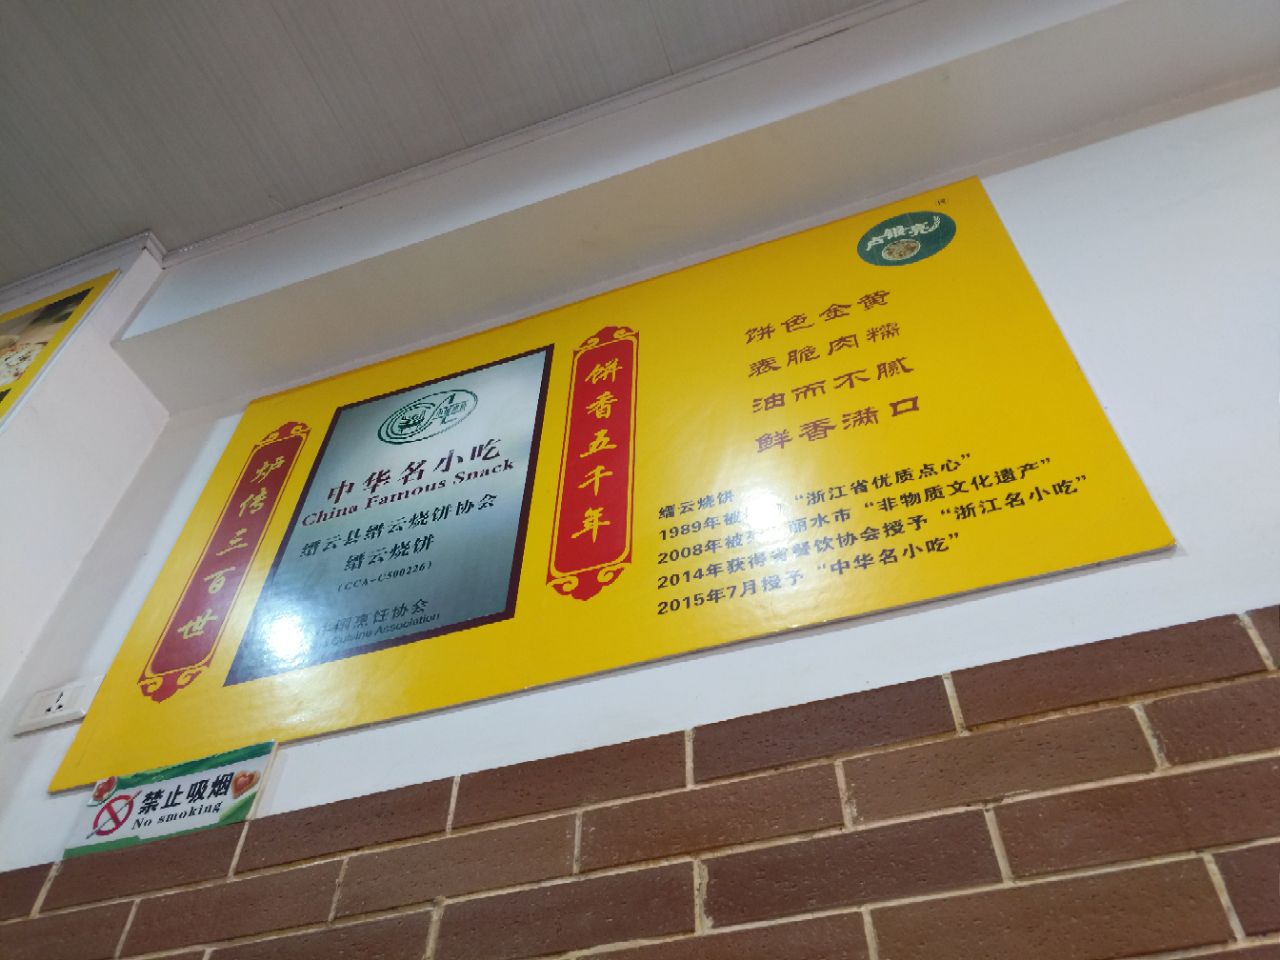 卢银亮
炉传三百世
中华名小吃
China Famous Snack
缙云县缙云烧饼协会
缙云烧饼
(CCA-CS00226)
烹饪协会
Cuisine Association
饼香五千年
饼色金黄
表脆肉糯
油而不腻
鲜香满口
缙云烧饼
1989年被 “浙江省优质点心”
2008年被 丽水市“非物质文化遗产”
2014年获得省餐饮协会授予“浙江名小吃”
2015年7月授予“中华名小吃”
禁止吸烟
No smoking